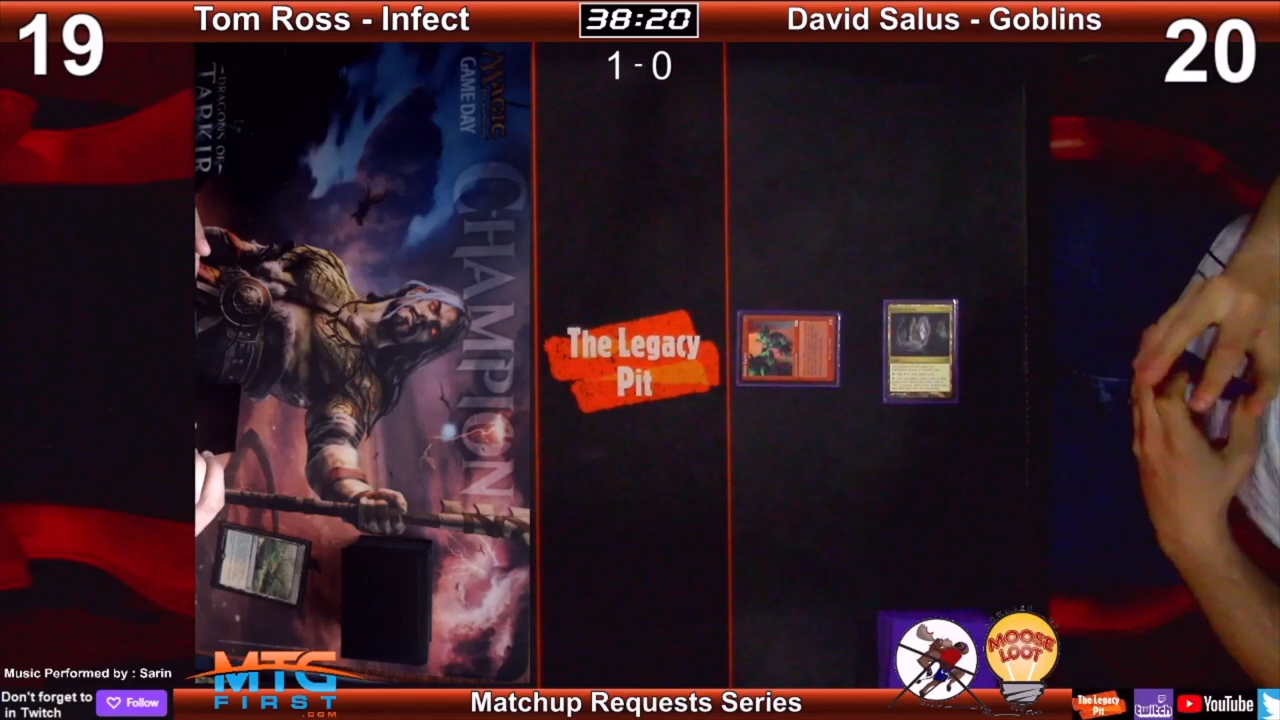 Tom Ross - Infect
38:20
David Salus - Goblins
19
1 - 0
20
MAGIC
GAME DAY
DRAGONS OF
TARKIR
CHAMPION
The Legacy
Pit
MOOSE
LOOT
Music Performed by : Sarin
Don't forget to
in Twitch
Follow
MTG
FIRST
.COM
Matchup Requests Series
The Legacy
Pit
twitch
YouTube